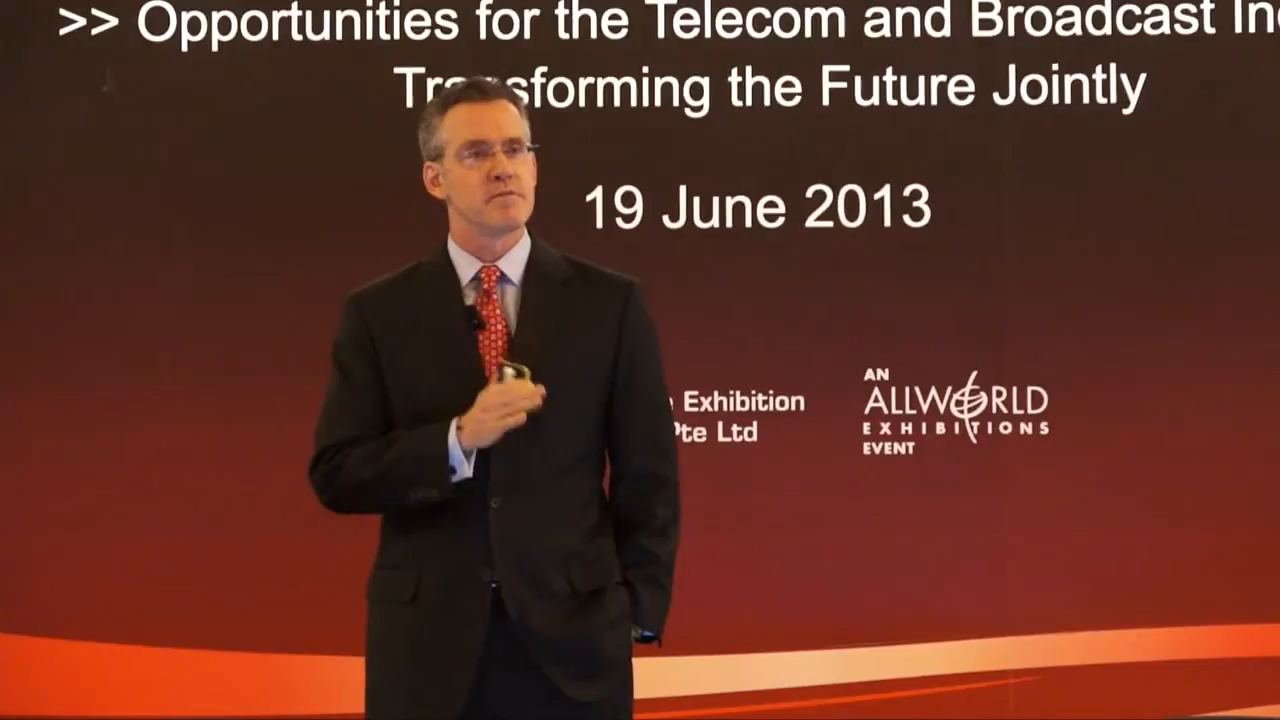 >> Opportunities for the Telecom and Broadcast
Transforming the Future Jointly
19 June 2013
Exhibition
Pte Ltd
AN
ALLWORLD
EXHIBITIONS
EVENT